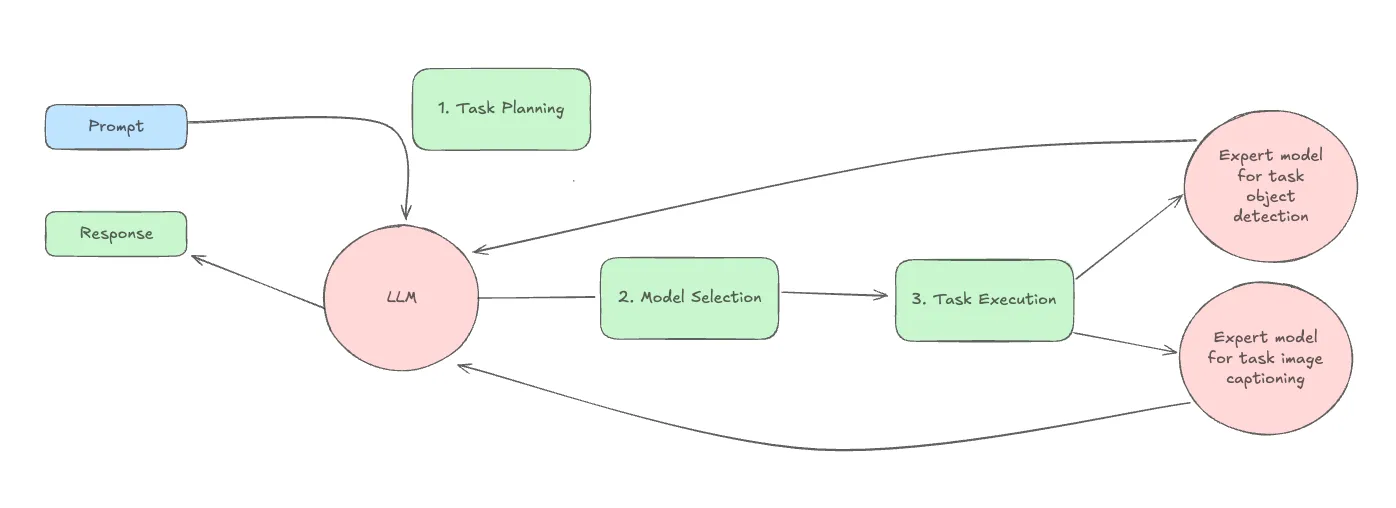 1. Task Planning
Prompt
Response
LLM
2. Model Selection
3. Task Execution
Expert model
for task
object
detection
Expert model
for task image
captioning